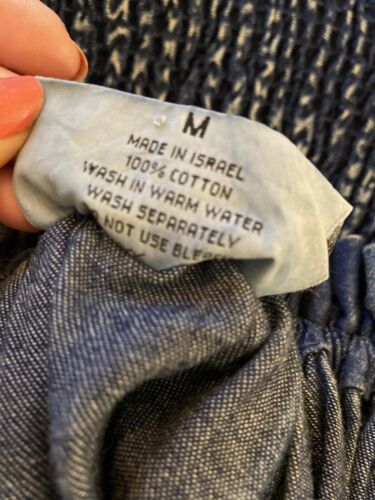 M
MADE IN ISRAEL
100% COTTON
WASH IN WARM WATER
WASH SEPARATELY
NOT USE